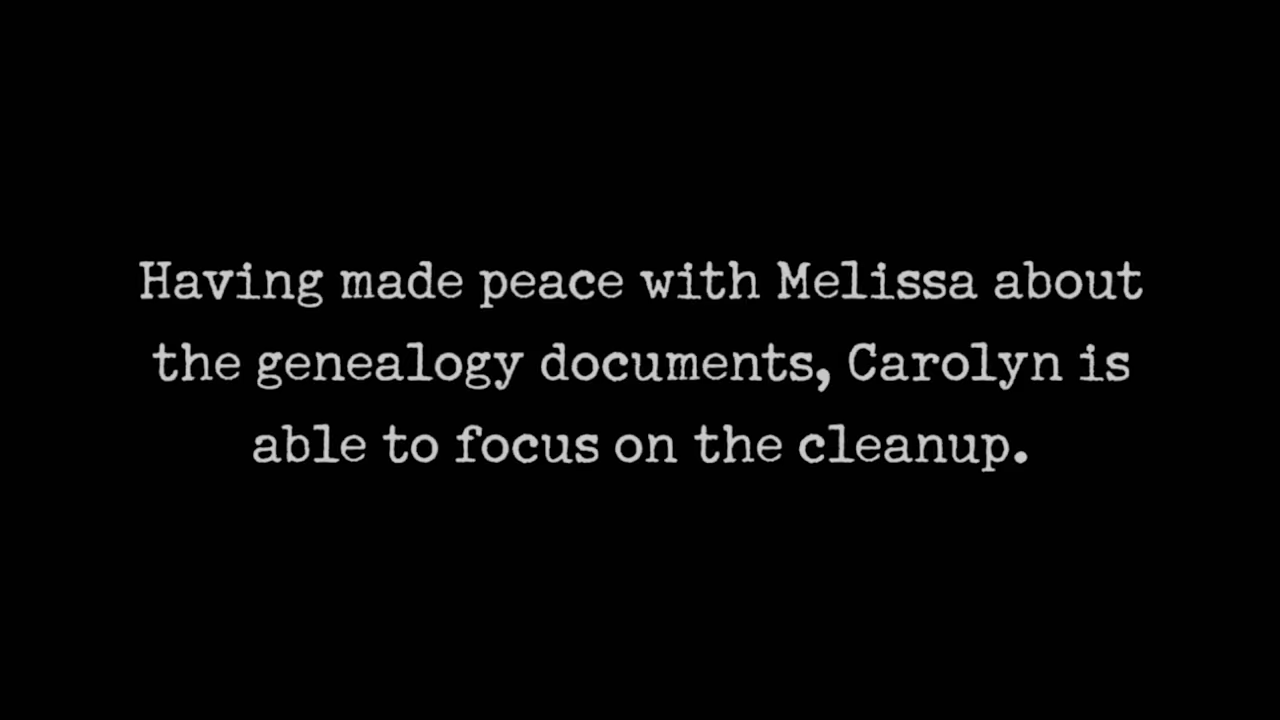 Having made peace with Melissa about
the genealogy documents, Carolyn is
able to focus on the cleanup.